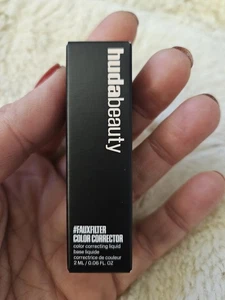 hudabeauty
#FAUXFILTER
COLOR CORRECTOR
color correcting liquid
base liquide
correctrice de couleur
2 ML / 0.06 FL. OZ